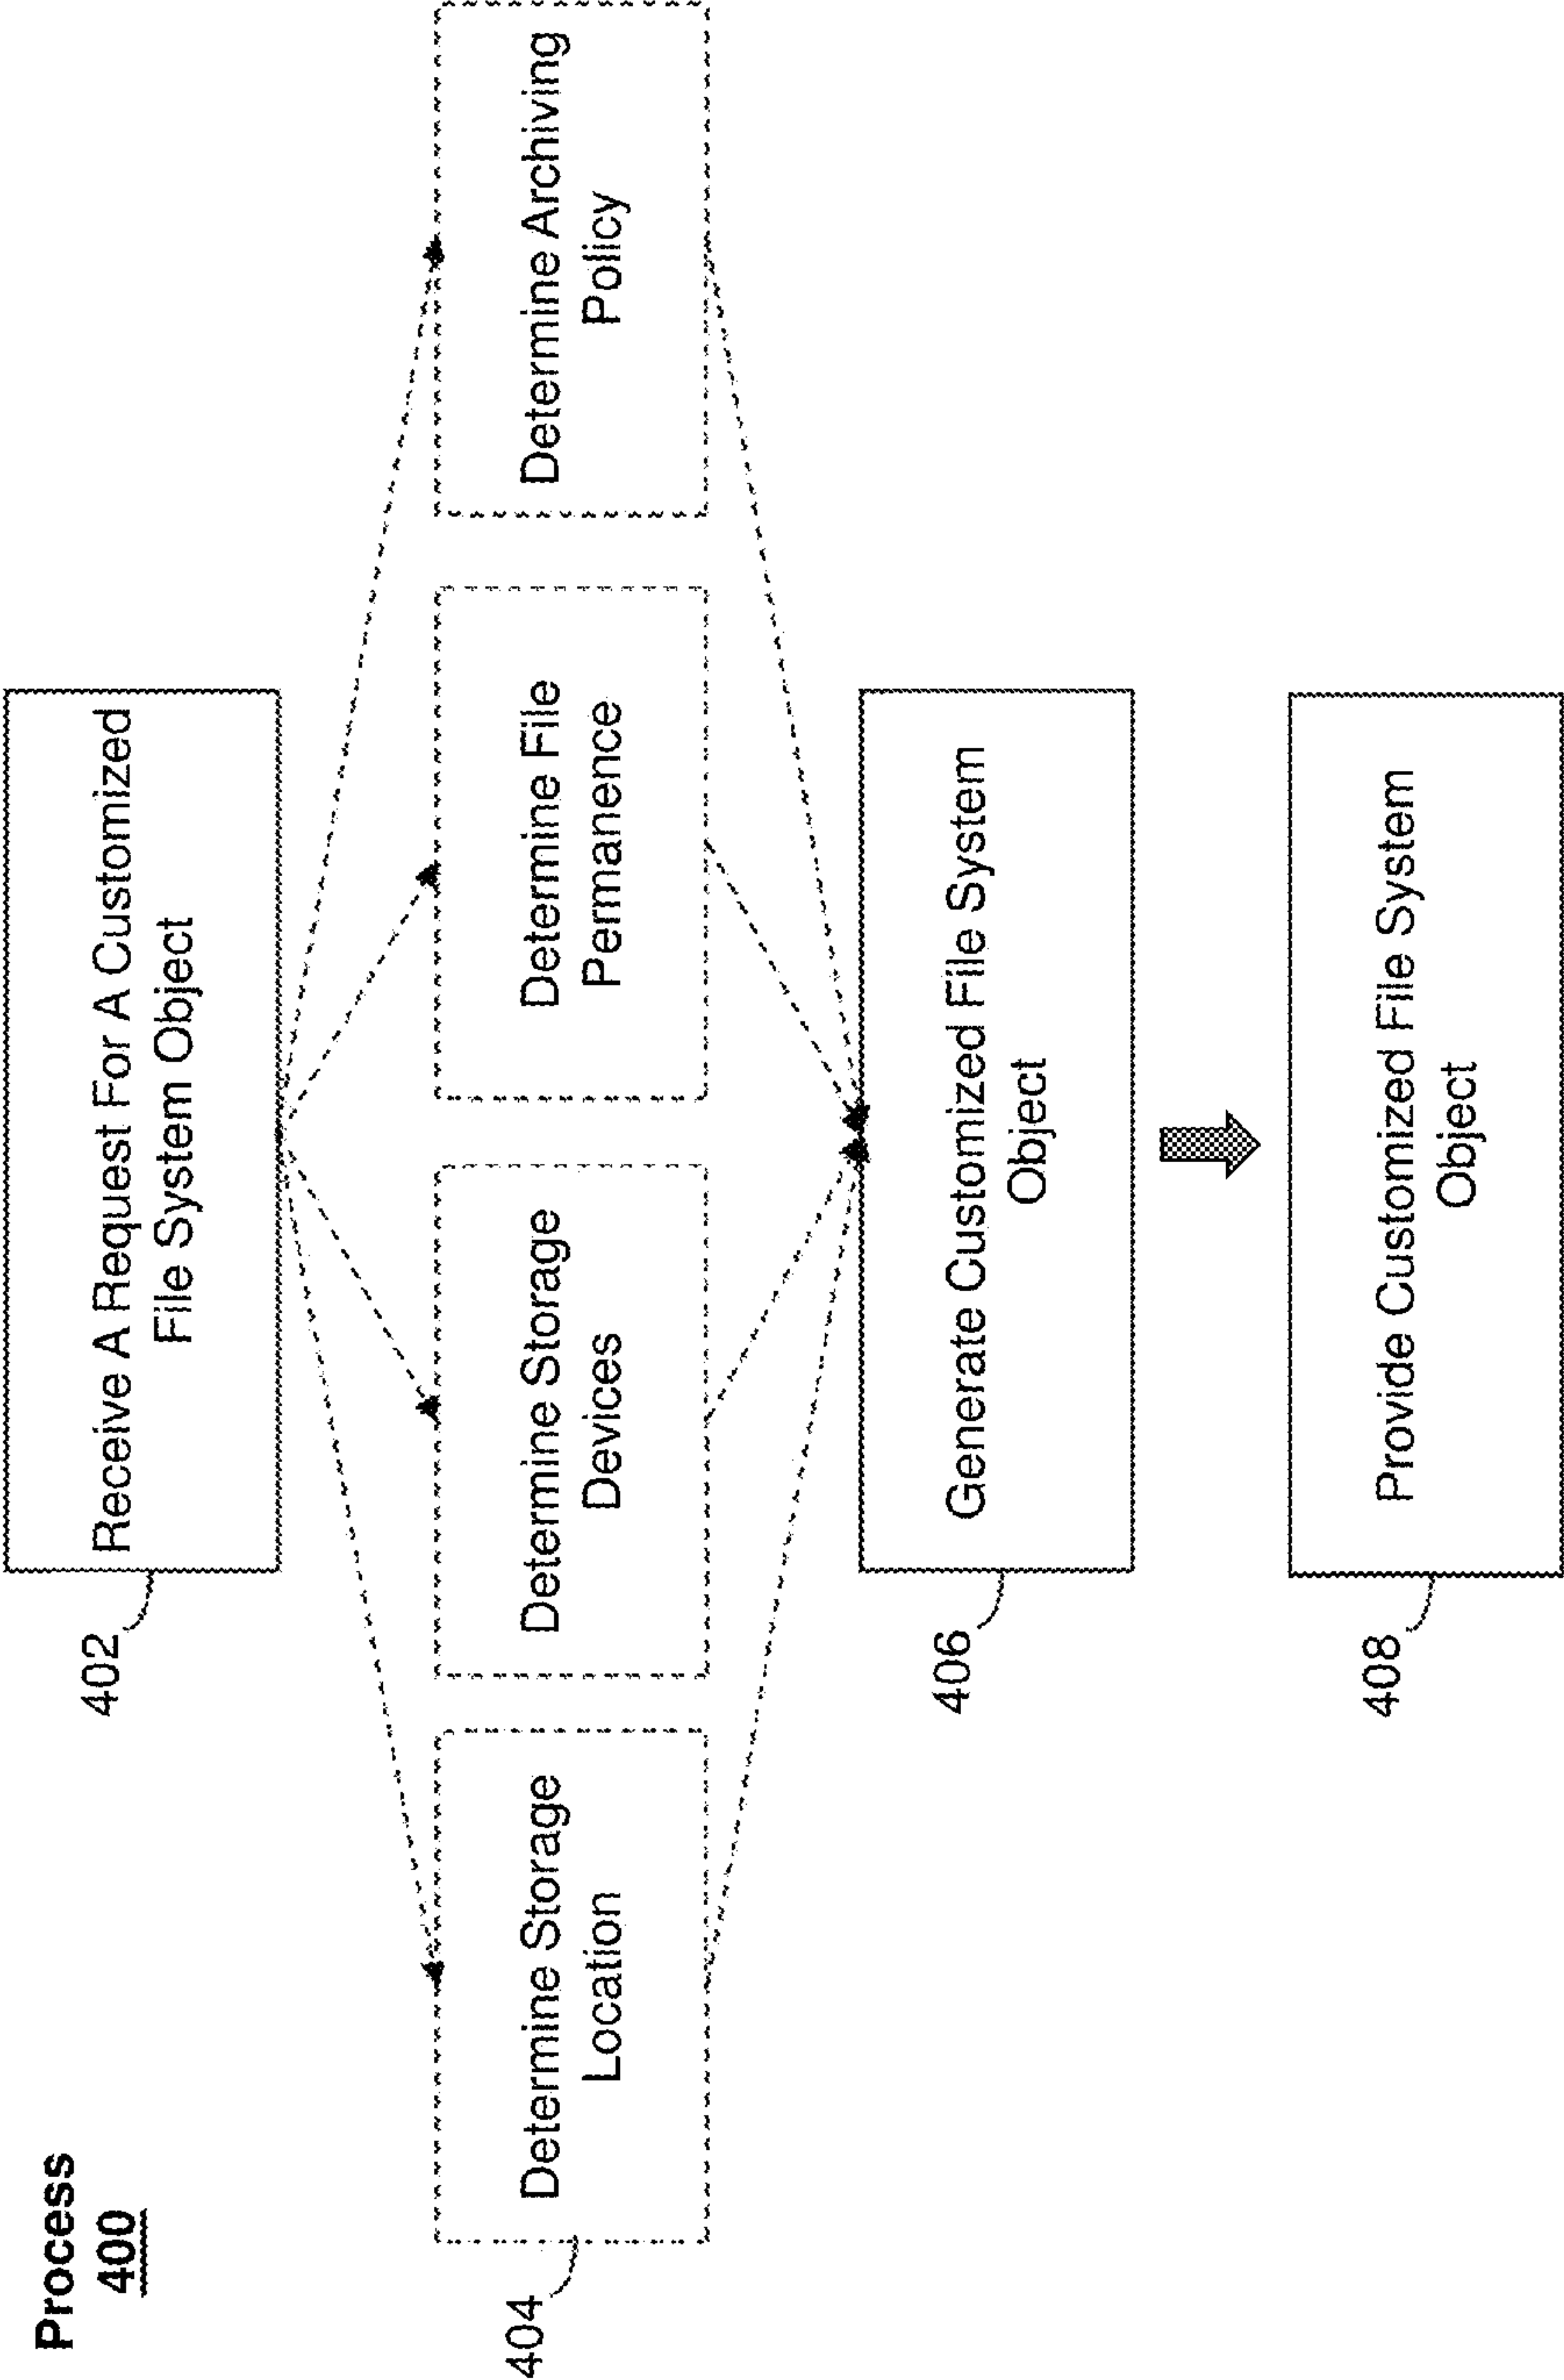 Process
400
402
Receive A Request For A Customized
File System Object
404
Determine Storage
Location
Determine Storage
Devices
Determine File
Permanence
Determine Archiving
Policy
406
Generate Customized File System
Object
408
Provide Customized File System
Object